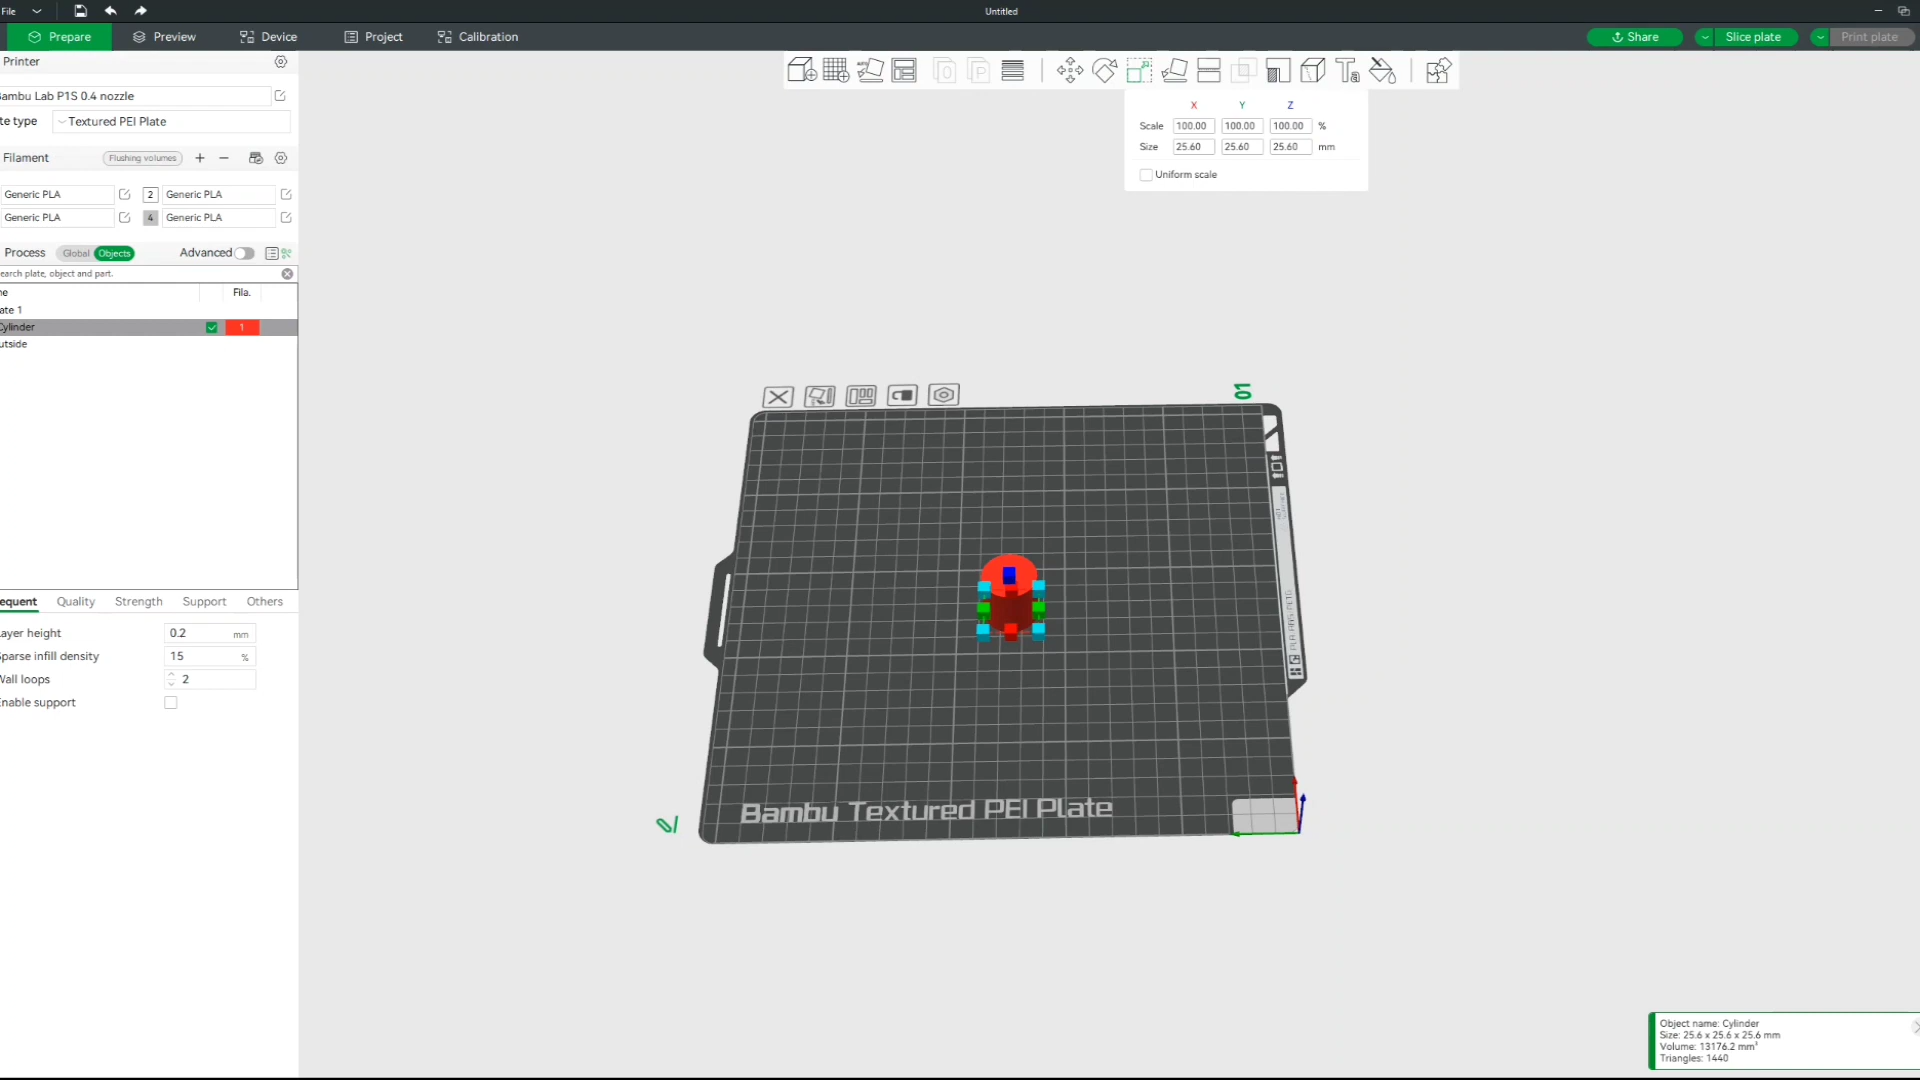 File
Untitled
Prepare
Preview
Device
Project
Calibration
Share
Slice plate
Print plate
Printer
ambu Lab P1S 0.4 nozzle
te type
Textured PEI Plate
Filament
Flushing volumes
Generic PLA
2
Generic PLA
Generic PLA
4
Generic PLA
Process
Global
Objects
Advanced
earch plate, object and part.
ne
Fila.
ate 1
Cylinder
1
utside
equent
Quality
Strength
Support
Others
ayer height
0.2
mm
parse infill density
15
%
Wall loops
2
nable support
X Y Z
Scale 100.00 100.00 100.00 %
Size 25.60 25.60 25.60 mm
Uniform scale
01
Bambu Textured PEI Plate
Object name: Cylinder
Size: 25.6 x 25.6 x 25.6 mm
Volume: 13176.2 mm³
Triangles: 1440